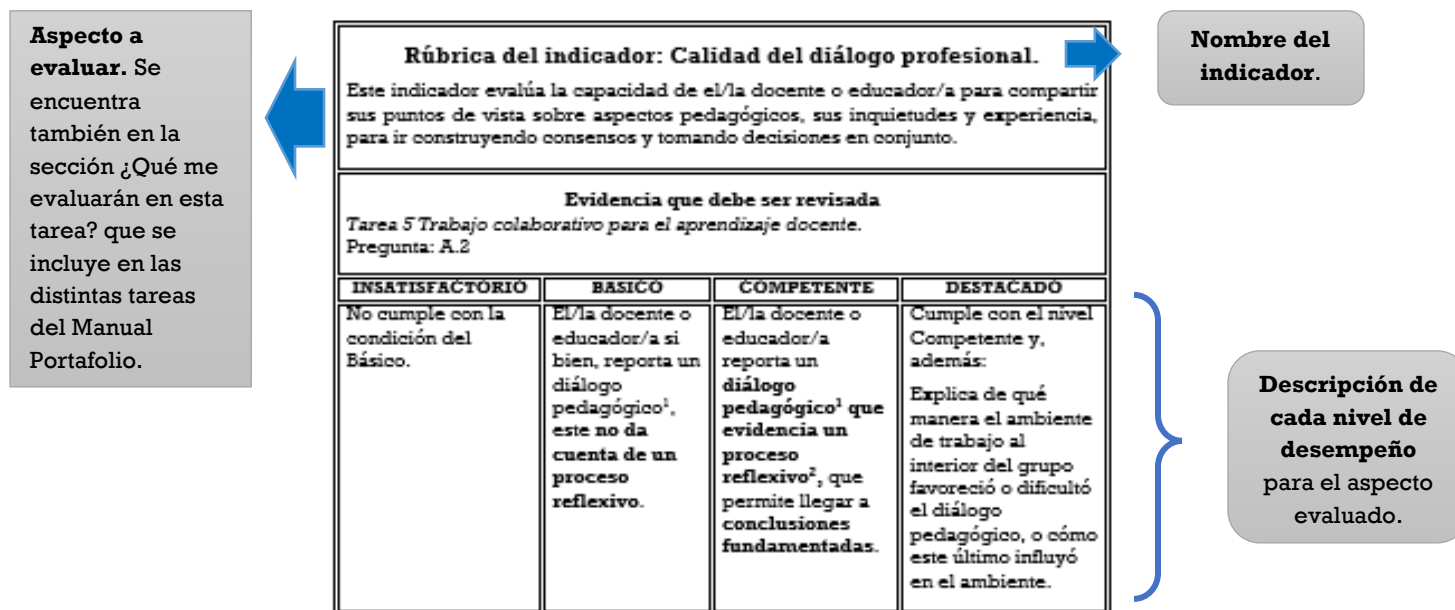 Aspecto a
evaluar. Se
encuentra
también en la
sección ¿Qué me
evaluarán en esta
tarea? que se
incluye en las
distintas tareas
del Manual
Portafolio.
Rúbrica del indicador: Calidad del diálogo profesional.
Este indicador evalúa la capacidad de el/la docente o educador/a para compartir
sus puntos de vista sobre aspectos pedagógicos, sus inquietudes y experiencia,
para ir construyendo consensos y tomando decisiones en conjunto.
Nombre del
indicador.
Evidencia que debe ser revisada
Tarea 5 Trabajo colaborativo para el aprendizaje docente.
Pregunta: A.2
INSATISFACTORIO
No cumple con la
condición del
Básico.
BASICO
El/la docente o
educador/a si
bien, reporta un
diálogo
pedagógico¹,
este no da
cuenta de un
proceso
reflexivo.
COMPETENTE
El/la docente o
educador/a
reporta un
diálogo
pedagógico¹ que
evidencia un
proceso
reflexivo², que
permite llegar a
conclusiones
fundamentadas.
DESTACADO
Cumple con el nivel
Competente y,
además:
Explica de qué
manera el ambiente
de trabajo al
interior del grupo
favoreció o dificultó
el diálogo
pedagógico, o cómo
este último influyó
en el ambiente.
Descripción de
cada nivel de
desempeño
para el aspecto
evaluado.